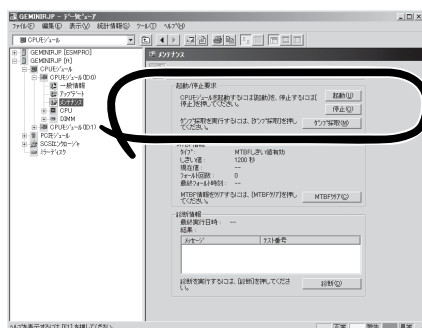 GEMINIRJP - データビューア
ファイル(F) 編集(E) 表示(V) 統計情報(S) ツール(T) ヘルプ(H)
CPUモジュール
GEMINIRJP [ESMPRO]
GEMINIRJP [ft]
CPUモジュール
CPUモジュール(ID:0)
一般情報
アップデート
メンテナンス
CPU
DIMM
CPUモジュール(ID:1)
PCIモジュール
SCSIエンクロージャ
ミラーディスク
メンテナンス
起動/停止要求
CPUモジュールを起動するには[起動]を、停止するには[停止]を押してください。
起動(U)
停止(O)
ダンプ採取を実行するには、[ダンプ採取]を押してください。
ダンプ採取(M)
MTBF情報
タイプ: MTBFしきい値有効
しきい値: 1200 秒
現在値: --
フォールト回数: 0
最終フォールト時刻: --
MTBF情報をクリアするには、[MTBFクリア]を押してください。
MTBFクリア(C)
診断情報
最終実行日時: --
結果:
メッセージ テスト番号
診断を実行するには、[診断]を押してください。
診断(D)
ヘルプを表示するには [F1] を押してください。
正常 警告 異常